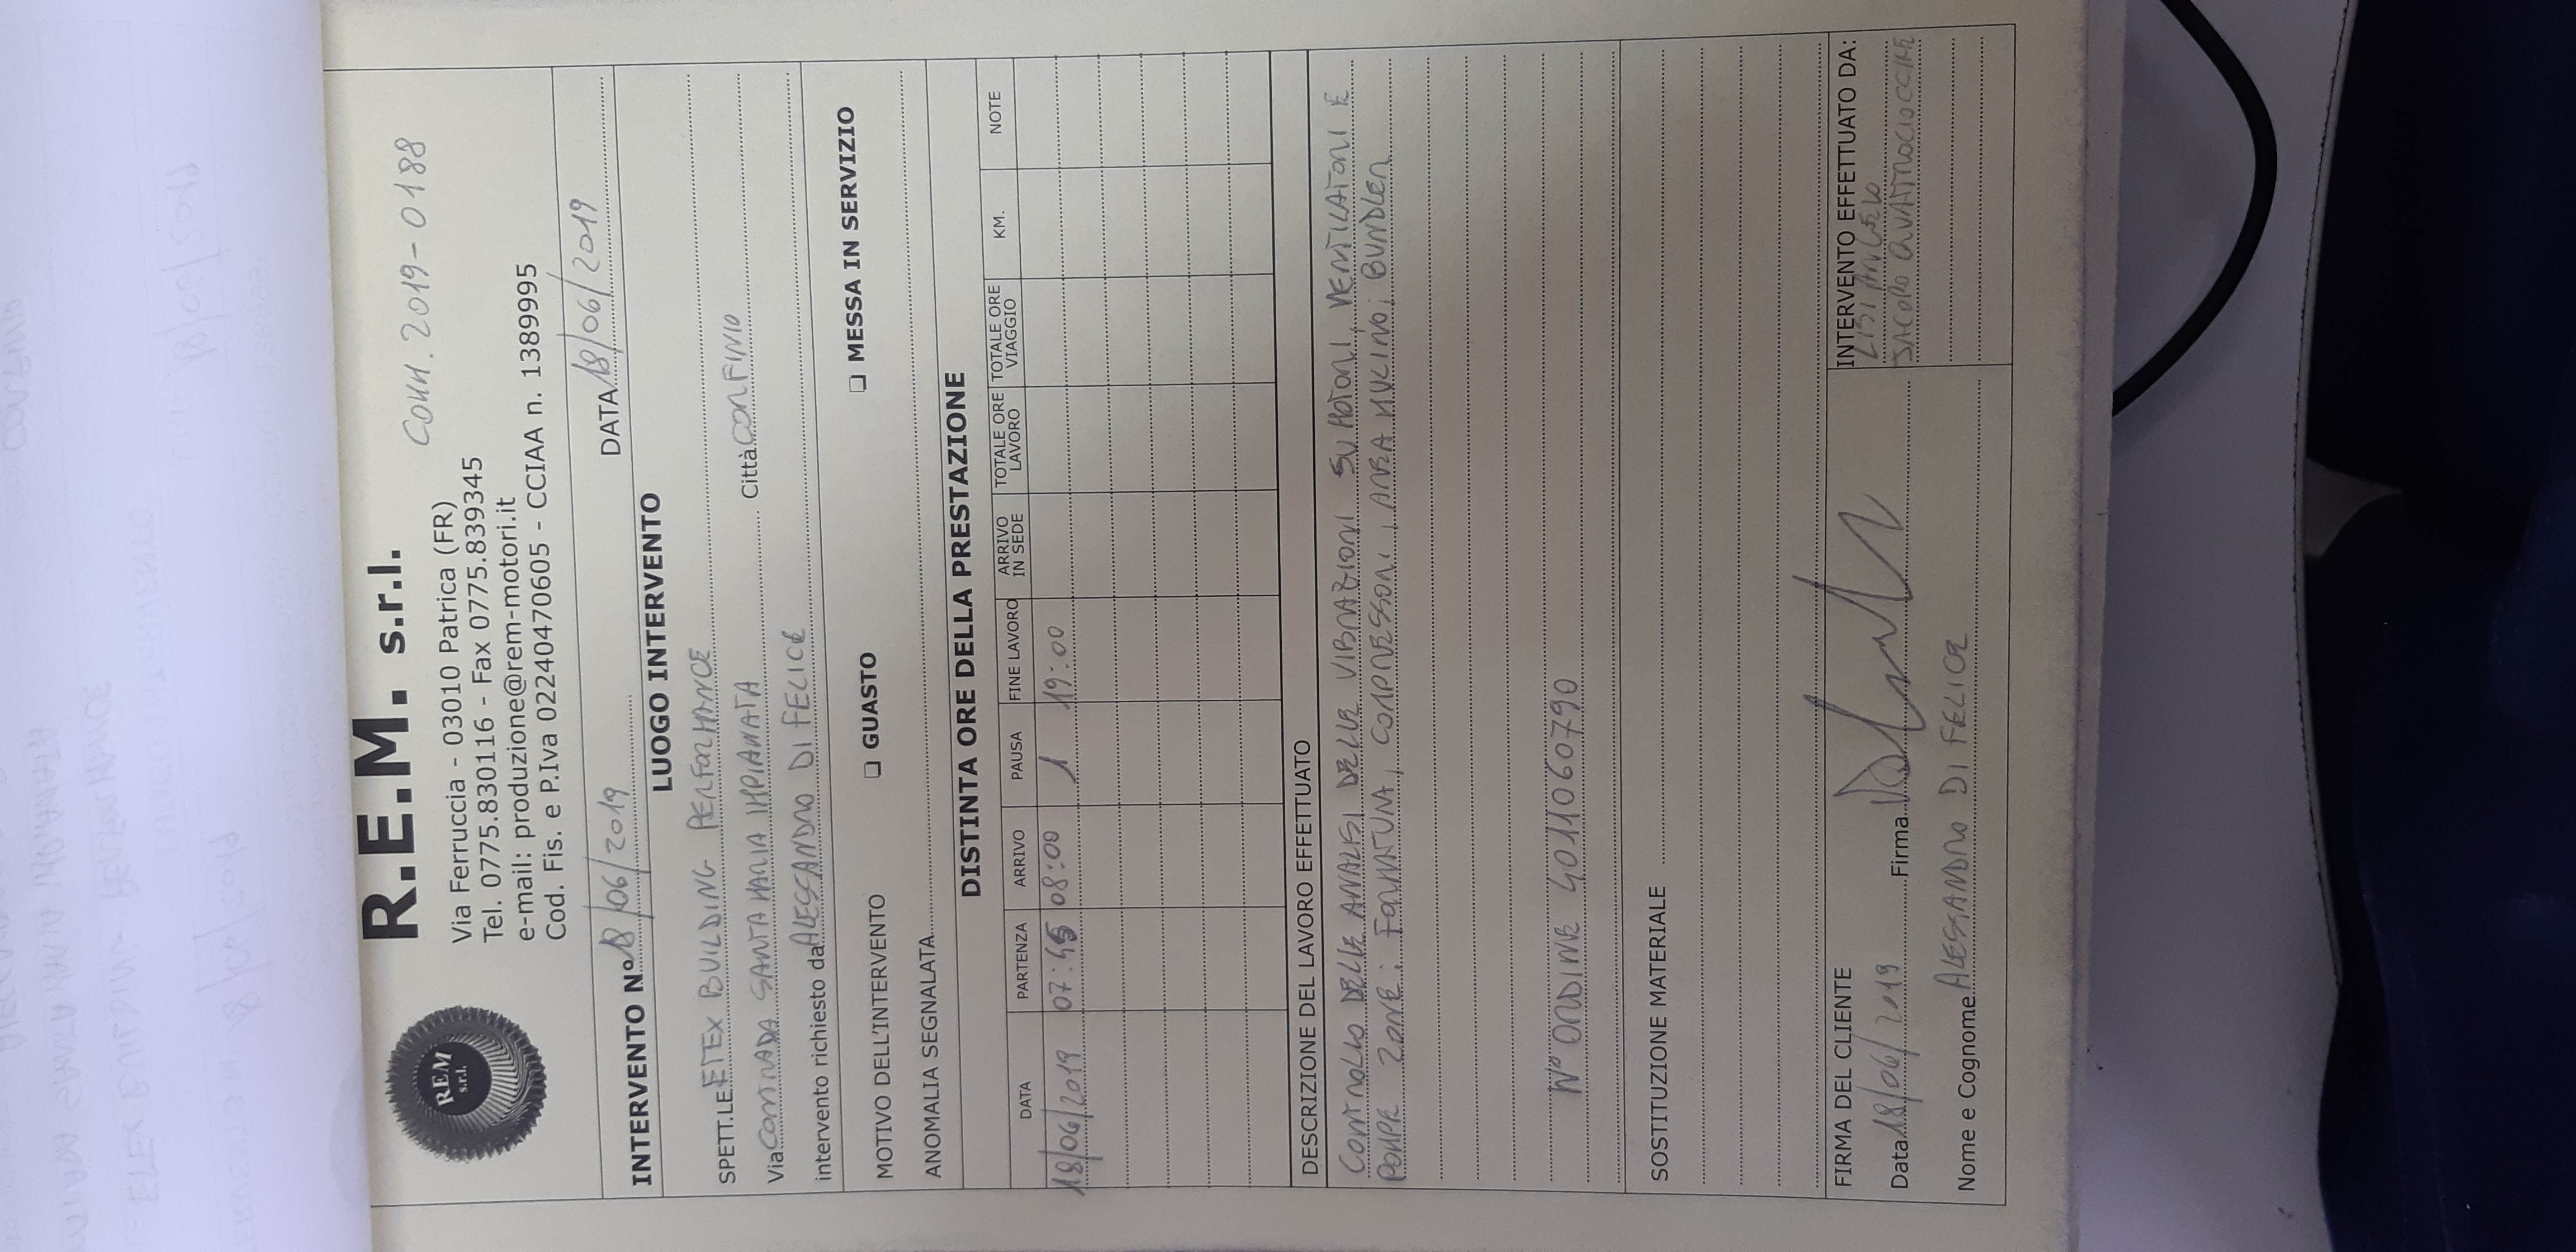 REM
s.r.l.
R.E.M. s.r.l.
Via Ferruccia - 03010 Patrica (FR)
Tel. 0775.830116 - Fax 0775.839345
e-mail: produzione@rem-motori.it
Cod. Fis. e P.Iva 02240470605 - CCIAA n. 1389995
COMM. 2019-0188
INTERVENTO N° 18/06/2019 DATA 18/06/2019
LUOGO INTERVENTO
SPETT.LE ETEX BUILDING PERFORMANCE
Via CONTRADA SANTA MARIA IMPIANATA Città CORFINIO
intervento richiesto da ALESSANDRO DI FELICE
MOTIVO DELL'INTERVENTO ❏ GUASTO ❏ MESSA IN SERVIZIO
ANOMALIA SEGNALATA
DISTINTA ORE DELLA PRESTAZIONE
DATA PARTENZA ARRIVO PAUSA FINE LAVORO ARRIVO IN SEDE TOTALE ORE LAVORO TOTALE ORE VIAGGIO KM. NOTE
18/06/2019 07:45 08:00 1 19:00
DESCRIZIONE DEL LAVORO EFFETTUATO
CONTROLLO DELLE ANALISI DELLE VIBRAZIONI SU MOTORI, VENTILATORI E
POMPE ZONE: FORMATURA, COMPRESSORI, AREA MULINO; BUNDLER
N° ORDINE 4011060790
SOSTITUZIONE MATERIALE
FIRMA DEL CLIENTE
Data 18/06/2019 Firma
Nome e Cognome ALESSANDRO DI FELICE
INTERVENTO EFFETTUATO DA:
LISI ANGELO
JACOPO QUATTROCIOCCHE